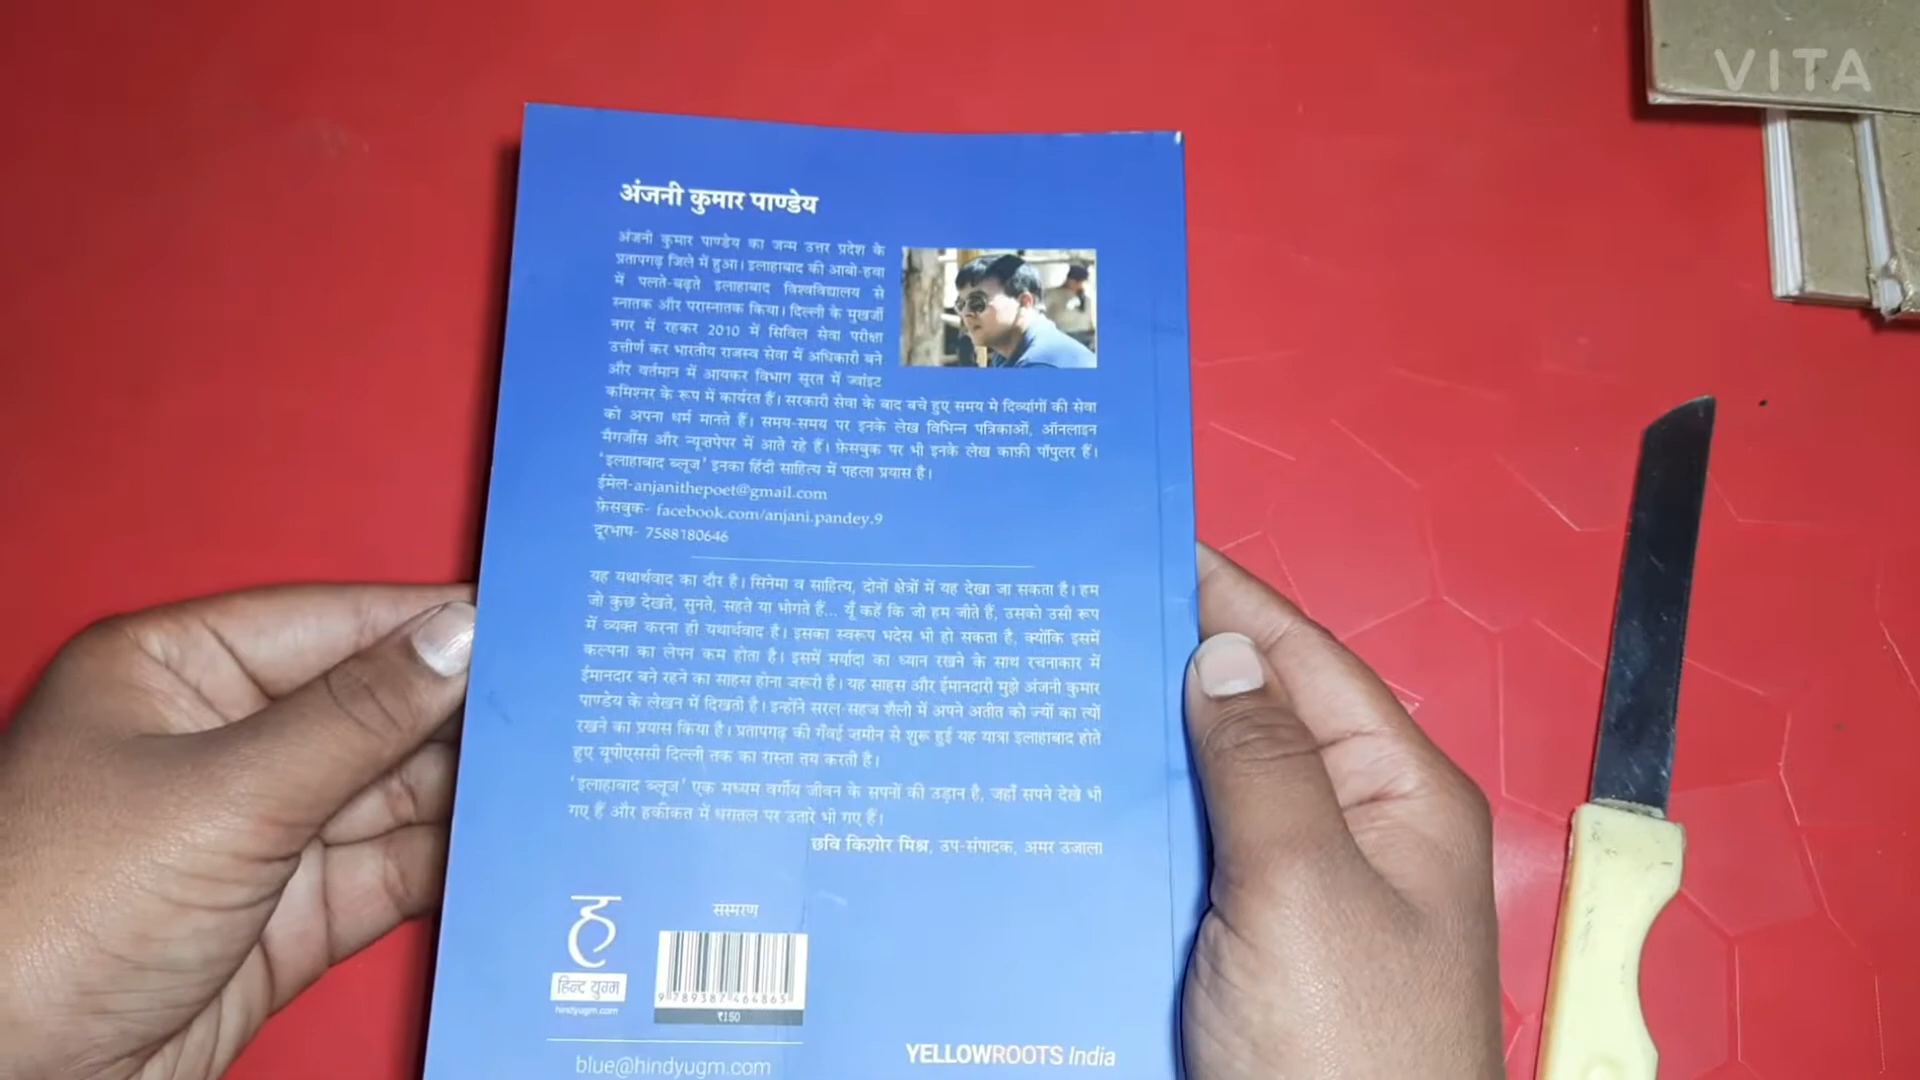 VITA
अंजनी कुमार पाण्डेय
अंजनी कुमार पाण्डेय का जन्म उत्तर प्रदेश के
प्रतापगढ़ जिले में हुआ। इलाहाबाद की आबो-हवा
में पलते-बढ़ते इलाहाबाद विश्वविद्यालय से
स्नातक और परास्नातक किया। दिल्ली के मुखर्जी
नगर में रहकर 2010 में सिविल सेवा परीक्षा
उत्तीर्ण कर भारतीय राजस्व सेवा में अधिकारी बने
और वर्तमान में आयकर विभाग सूरत में ज्वांइट
कमिश्नर के रूप में कार्यरत हैं। सरकारी सेवा के बाद बचे हुए समय मे दिव्यांगों की सेवा
को अपना धर्म मानते हैं। समय-समय पर इनके लेख विभिन्न पत्रिकाओं, ऑनलाइन
मैगजींस और न्यूज़पेपर में आते रहे हैं। फ़ेसबुक पर भी इनके लेख काफ़ी पॉपुलर हैं।
'इलाहाबाद ब्लूज' इनका हिंदी साहित्य में पहला प्रयास है।
ईमेल-anjanithepoet@gmail.com
फ़ेसबुक- facebook.com/anjani.pandey.9
दूरभाष- 7588180646
यह यथार्थवाद का दौर है। सिनेमा व साहित्य, दोनों क्षेत्रों में यह देखा जा सकता है। हम
जो कुछ देखते, सुनते, सहते या भोगते हैं... यूँ कहें कि जो हम जीते हैं, उसको उसी रूप
में व्यक्त करना ही यथार्थवाद है। इसका स्वरूप भदेस भी हो सकता है, क्योंकि इसमें
कल्पना का लेपन कम होता है। इसमें मर्यादा का ध्यान रखने के साथ रचनाकार में
ईमानदार बने रहने का साहस होना जरूरी है। यह साहस और ईमानदारी मुझे अंजनी कुमार
पाण्डेय के लेखन में दिखती है। इन्होंने सरल-सहज शैली में अपने अतीत को ज्यों का त्यों
रखने का प्रयास किया है। प्रतापगढ़ की गँवई ज़मीन से शुरू हुई यह यात्रा इलाहाबाद होते
हुए यूपीएससी दिल्ली तक का रास्ता तय करती है।
'इलाहाबाद ब्लूज' एक मध्यम वर्गीय जीवन के सपनों की उड़ान है, जहाँ सपने देखे भी
गए हैं और हकीकत में धरातल पर उतारे भी गए हैं।
छवि किशोर मिश्र, उप-संपादक, अमर उजाला
ह
हिन्द युग्म
hindyugm.com
संस्मरण
9 789387 464865
₹150
blue@hindyugm.com
YELLOWROOTS India